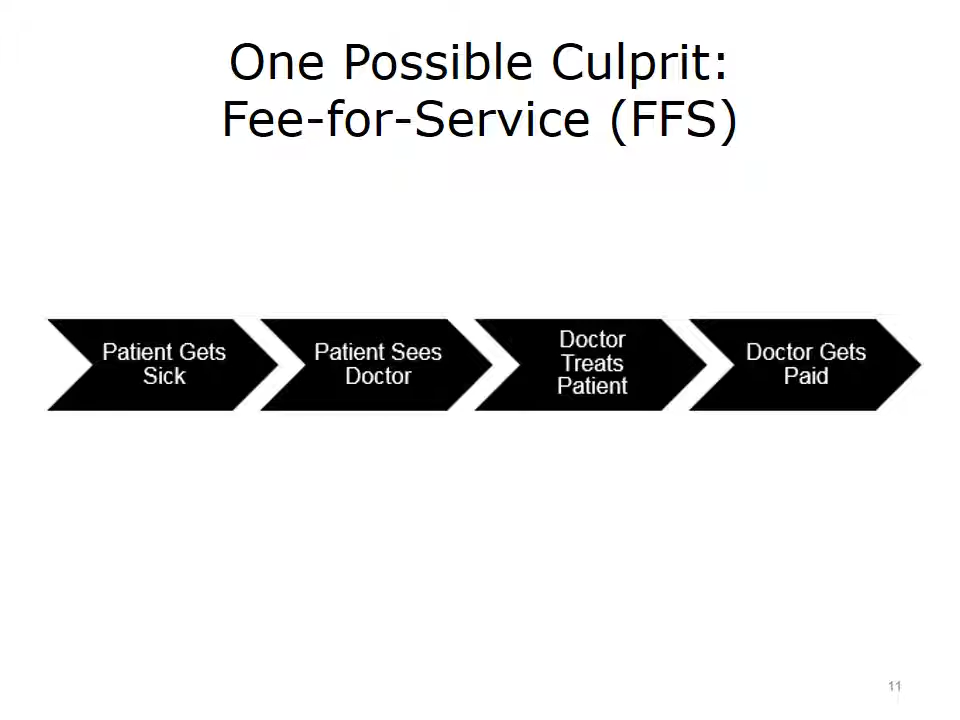 One Possible Culprit:
Fee-for-Service (FFS)
Patient Gets
Sick
Patient Sees
Doctor
Doctor
Treats
Patient
Doctor Gets
Paid
11